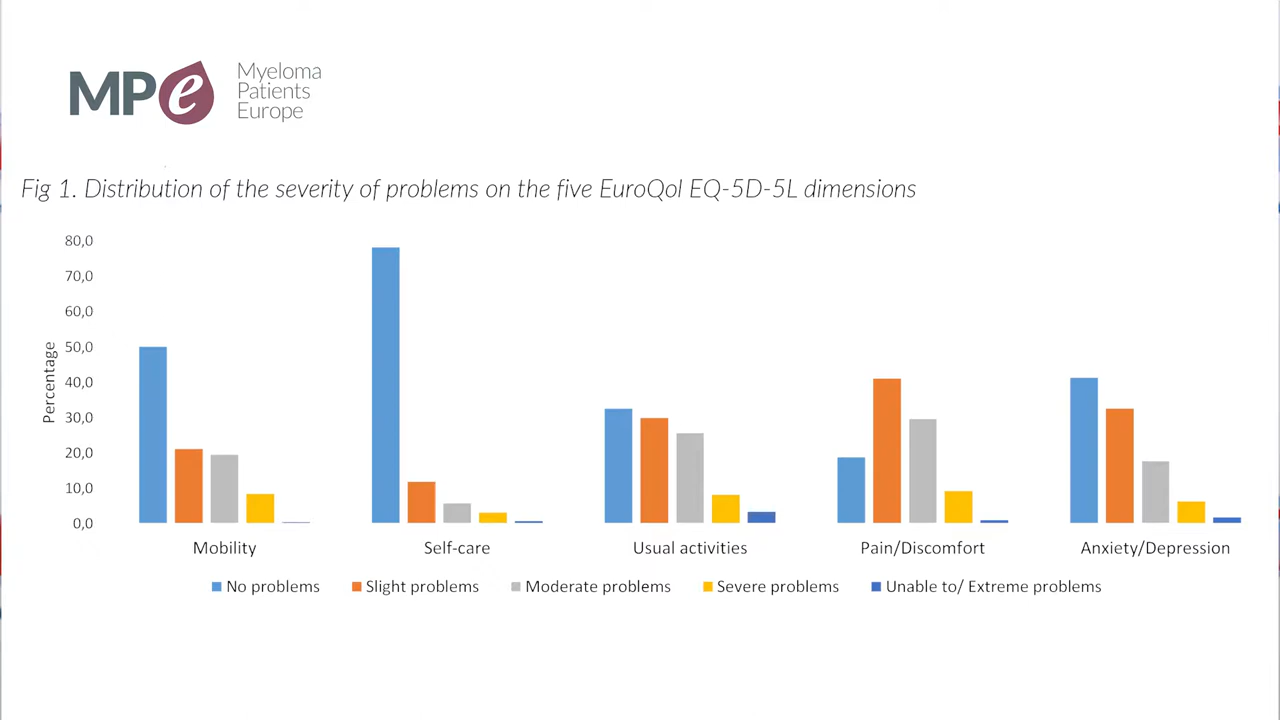 MPe
Myeloma
Patients
Europe
Fig 1. Distribution of the severity of problems on the five EuroQol EQ-5D-5L dimensions
80,0
70,0
60,0
50,0
40,0
30,0
20,0
10,0
0,0
Percentage
Mobility Self-care Usual activities Pain/Discomfort Anxiety/Depression
No problems Slight problems Moderate problems Severe problems Unable to/ Extreme problems